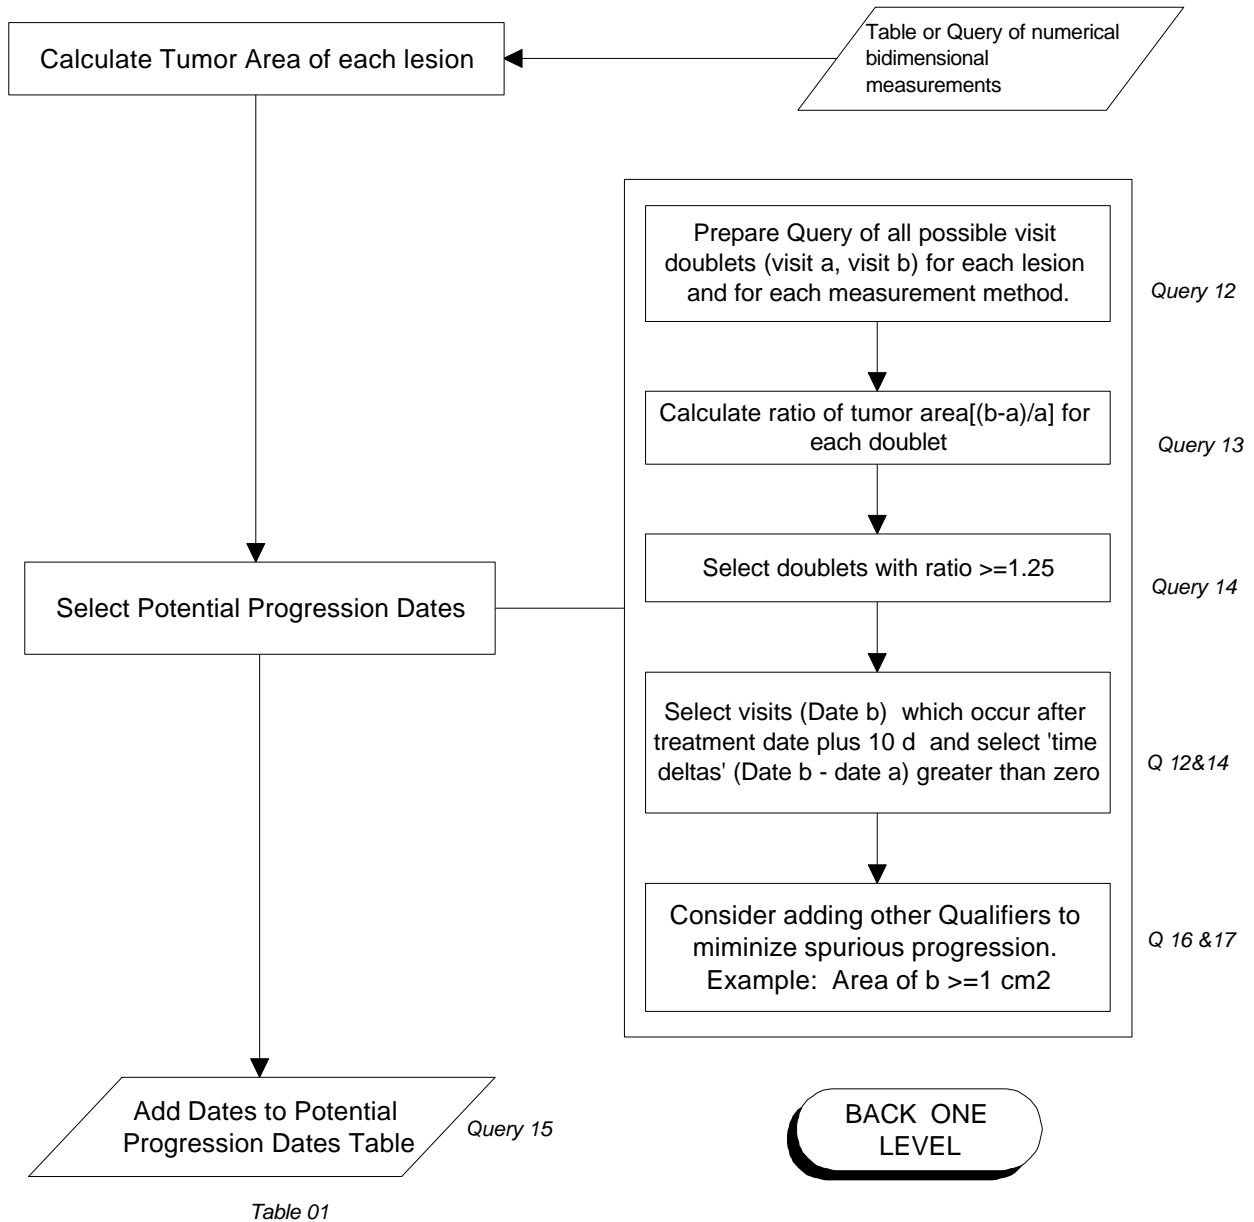 Calculate Tumor Area of each lesion
Table or Query of numerical
bidimensional
measurements
Prepare Query of all possible visit
doublets (visit a, visit b) for each lesion
and for each measurement method.
Query 12
Calculate ratio of tumor area[(b-a)/a] for
each doublet
Query 13
Select doublets with ratio >=1.25
Query 14
Select Potential Progression Dates
Select visits (Date b) which occur after
treatment date plus 10 d and select 'time
deltas' (Date b - date a) greater than zero
Q 12&14
Consider adding other Qualifiers to
miminize spurious progression.
Example: Area of b >=1 cm2
Q 16 &17
Add Dates to Potential
Progression Dates Table
Query 15
Table 01
BACK ONE
LEVEL